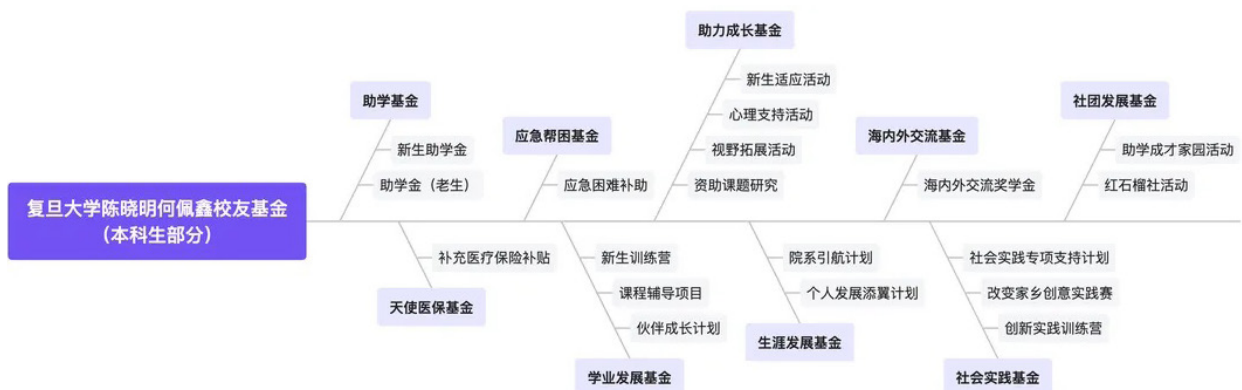 复旦大学陈晓明何佩鑫校友基金
（本科生部分）
助学基金
新生助学金
助学金（老生）
天使医保基金
补充医疗保险补贴
应急帮困基金
应急困难补助
学业发展基金
新生训练营
课程辅导项目
伙伴成长计划
助力成长基金
新生适应活动
心理支持活动
视野拓展活动
资助课题研究
生涯发展基金
院系引航计划
个人发展添翼计划
海内外交流基金
海内外交流奖学金
社会实践基金
社会实践专项支持计划
改变家乡创意实践赛
创新实践训练营
社团发展基金
助学成才家园活动
红石榴社活动